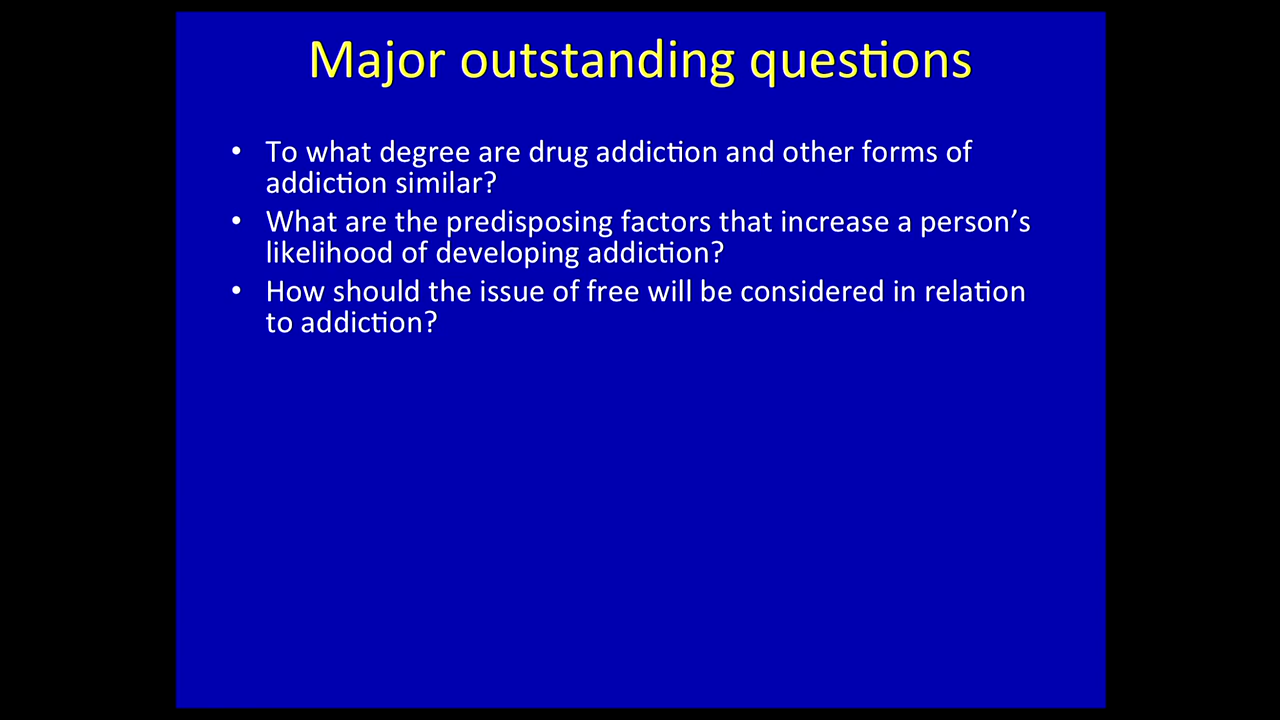 Major outstanding questions
• To what degree are drug addiction and other forms of
addiction similar?
• What are the predisposing factors that increase a person’s
likelihood of developing addiction?
• How should the issue of free will be considered in relation
to addiction?